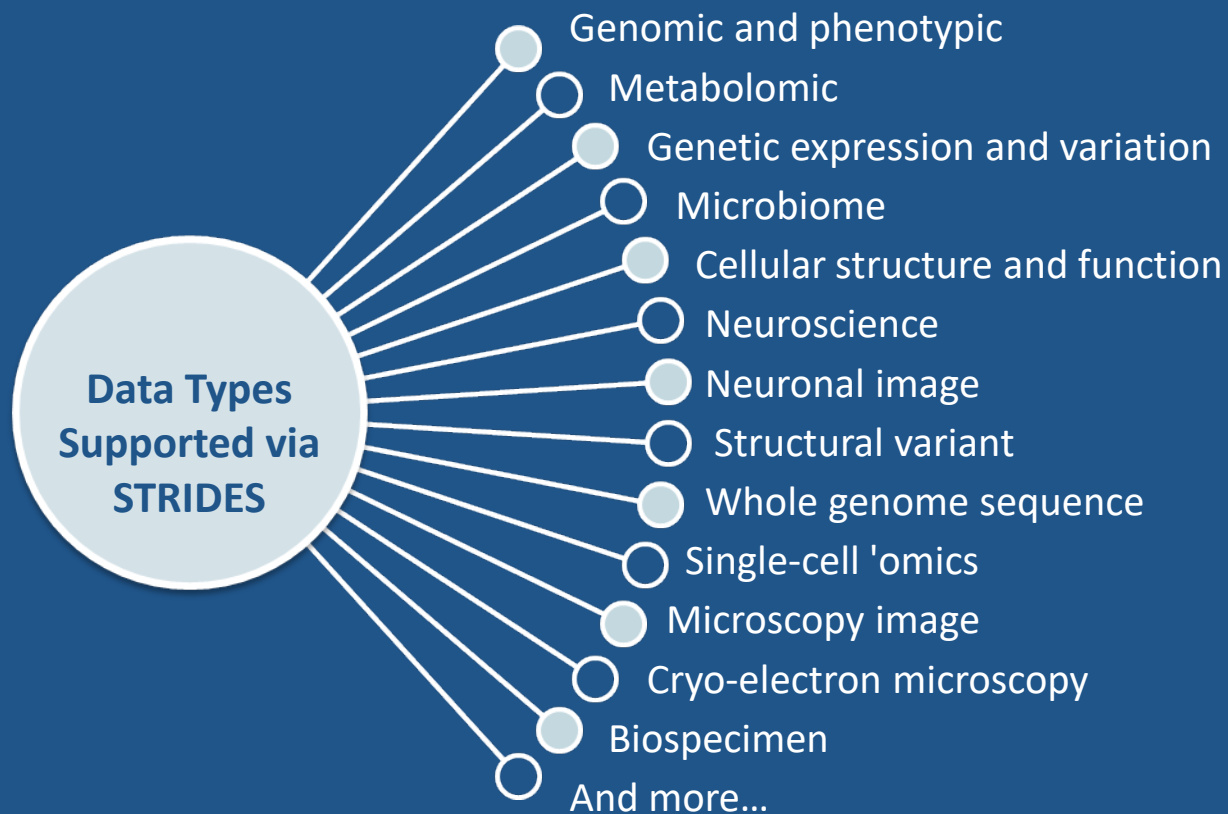 Genomic and phenotypic
Metabolomic
Genetic expression and variation
Microbiome
Cellular structure and function
Neuroscience
Neuronal image
Structural variant
Whole genome sequence
Single-cell 'omics
Microscopy image
Cryo-electron microscopy
Biospecimen
And more...
Data Types
Supported via
STRIDES